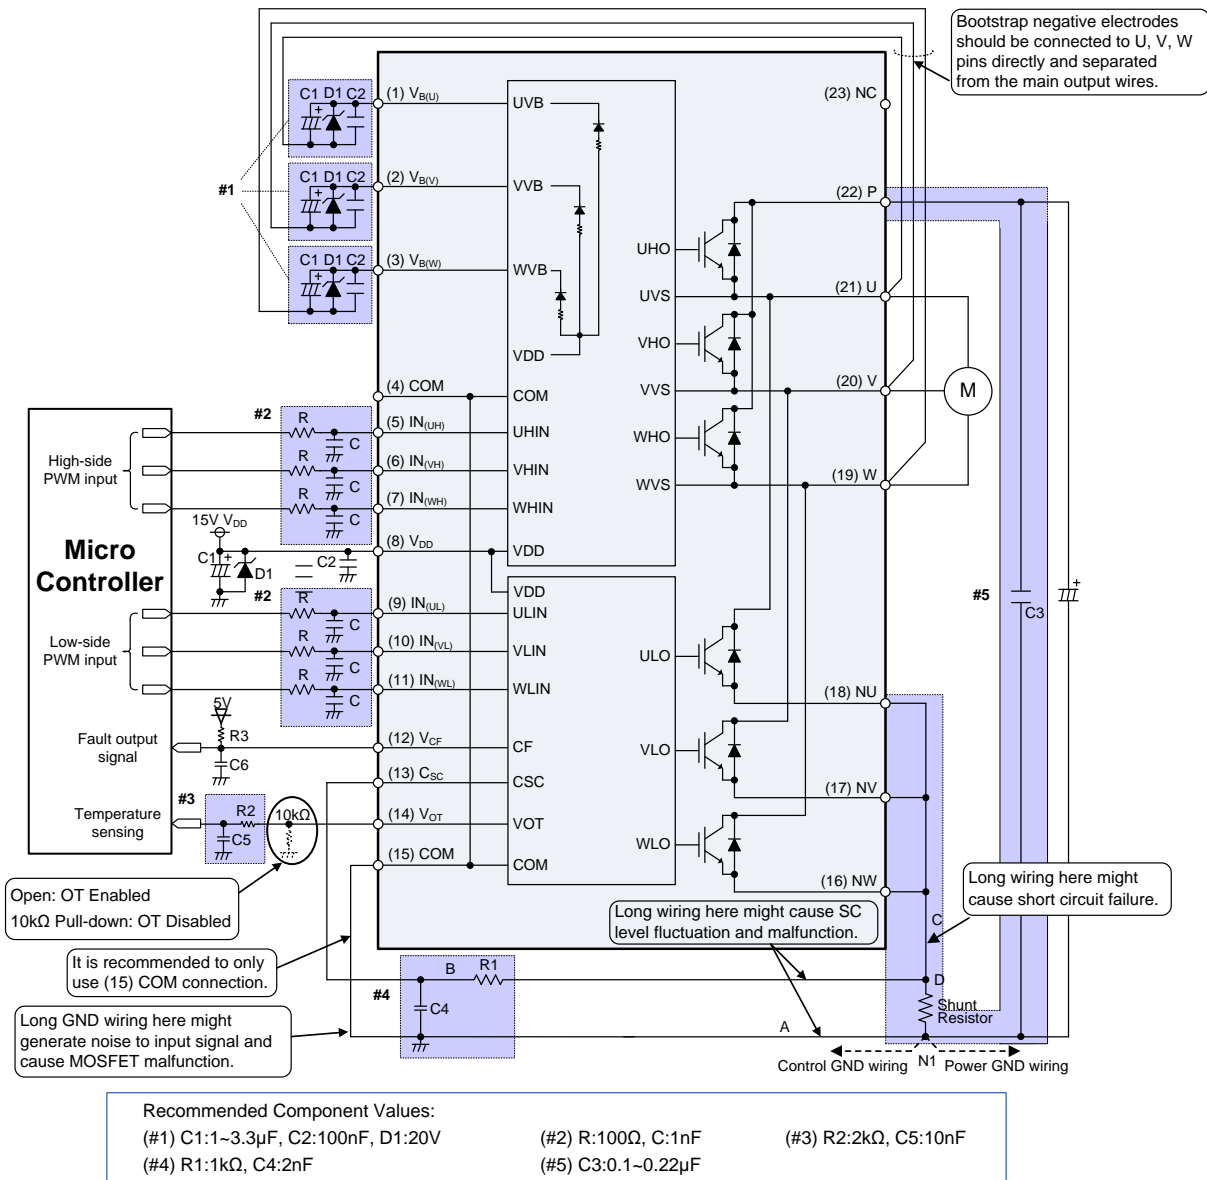 Bootstrap negative electrodes
should be connected to U, V, W
pins directly and separated
from the main output wires.
C1 D1 C2
+
(1) VB(U)
UVB
(23) NC
#1
C1 D1 C2
+
(2) VB(V)
VVB
(22) P
C1 D1 C2
+
(3) VB(W)
WVB
UHO
UVS
(21) U
VHO
VDD
VVS
(20) V
M
(4) COM
COM
WHO
WVS
(19) W
#2
R
C
(5) IN(UH)
UHIN
High-side
PWM input
R
C
(6) IN(VH)
VHIN
R
C
(7) IN(WH)
WHIN
15V VDD
Micro
Controller
C1
+
D1
C2
(8) VDD
VDD
VDD
#2
R
C
(9) IN(UL)
ULIN
Low-side
PWM input
R
C
(10) IN(VL)
VLIN
R
C
(11) IN(WL)
WLIN
#5
C3
+
ULO
(18) NU
5V
R3
Fault output
signal
C6
(12) VCF
CF
VLO
(13) CSC
CSC
(17) NV
#3
Temperature
sensing
R2
C5
10kΩ
(14) VOT
VOT
WLO
(15) COM
COM
(16) NW
Open: OT Enabled
10kΩ Pull-down: OT Disabled
Long wiring here might cause SC
level fluctuation and malfunction.
Long wiring here might
cause short circuit failure.
C
It is recommended to only
use (15) COM connection.
#4
B
R1
C4
D
Shunt
Resistor
Long GND wiring here might
generate noise to input signal and
cause MOSFET malfunction.
A
Control GND wiring
N1
Power GND wiring
Recommended Component Values:
(#1) C1:1~3.3µF, C2:100nF, D1:20V
(#2) R:100Ω, C:1nF
(#3) R2:2kΩ, C5:10nF
(#4) R1:1kΩ, C4:2nF
(#5) C3:0.1~0.22µF